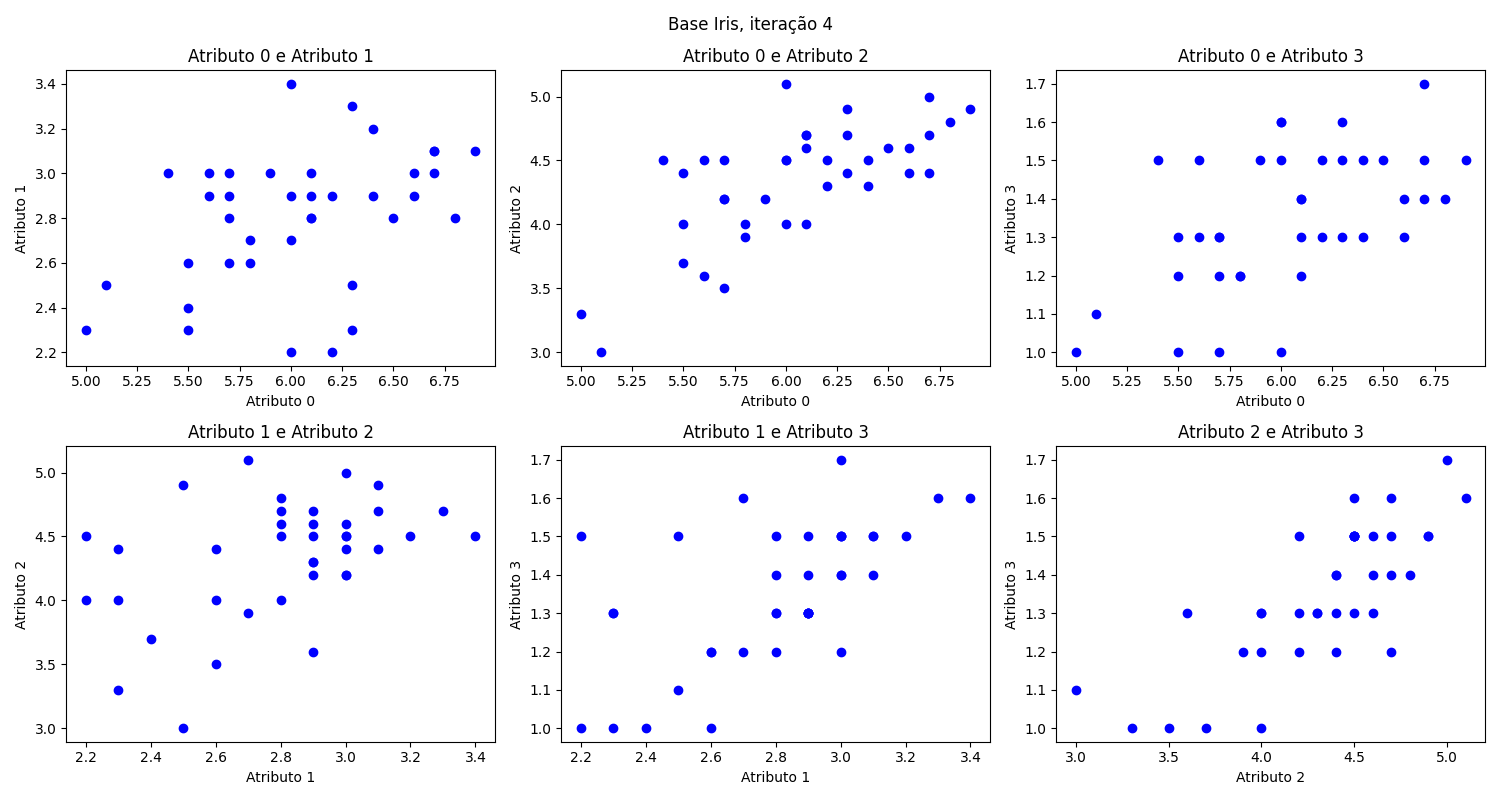 Base Iris, iteração 4
Atributo 0 e Atributo 1
Atributo 0 e Atributo 2
Atributo 0 e Atributo 3
3.4
3.2
3.0
2.8
2.6
2.4
2.2
Atributo 1
5.00 5.25 5.50 5.75 6.00 6.25 6.50 6.75
Atributo 0
5.0
4.5
4.0
3.5
3.0
Atributo 2
5.00 5.25 5.50 5.75 6.00 6.25 6.50 6.75
Atributo 0
1.7
1.6
1.5
1.4
1.3
1.2
1.1
1.0
Atributo 3
5.00 5.25 5.50 5.75 6.00 6.25 6.50 6.75
Atributo 0
Atributo 1 e Atributo 2
Atributo 1 e Atributo 3
Atributo 2 e Atributo 3
5.0
4.5
4.0
3.5
3.0
Atributo 2
2.2 2.4 2.6 2.8 3.0 3.2 3.4
Atributo 1
1.7
1.6
1.5
1.4
1.3
1.2
1.1
1.0
Atributo 3
2.2 2.4 2.6 2.8 3.0 3.2 3.4
Atributo 1
1.7
1.6
1.5
1.4
1.3
1.2
1.1
1.0
Atributo 3
3.0 3.5 4.0 4.5 5.0
Atributo 2